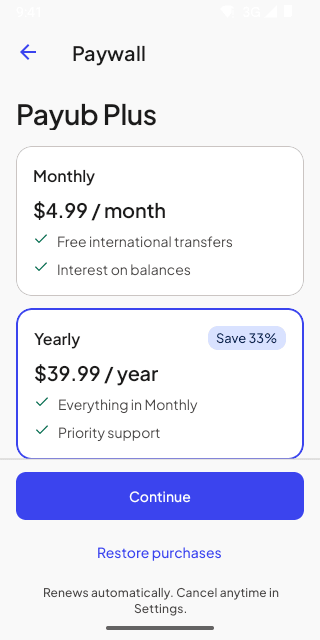 9:41
3G
Paywall
Payub Plus
Monthly
$4.99 / month
Free international transfers
Interest on balances
Yearly
Save 33%
$39.99 / year
Everything in Monthly
Priority support
Continue
Restore purchases
Renews automatically. Cancel anytime in
Settings.